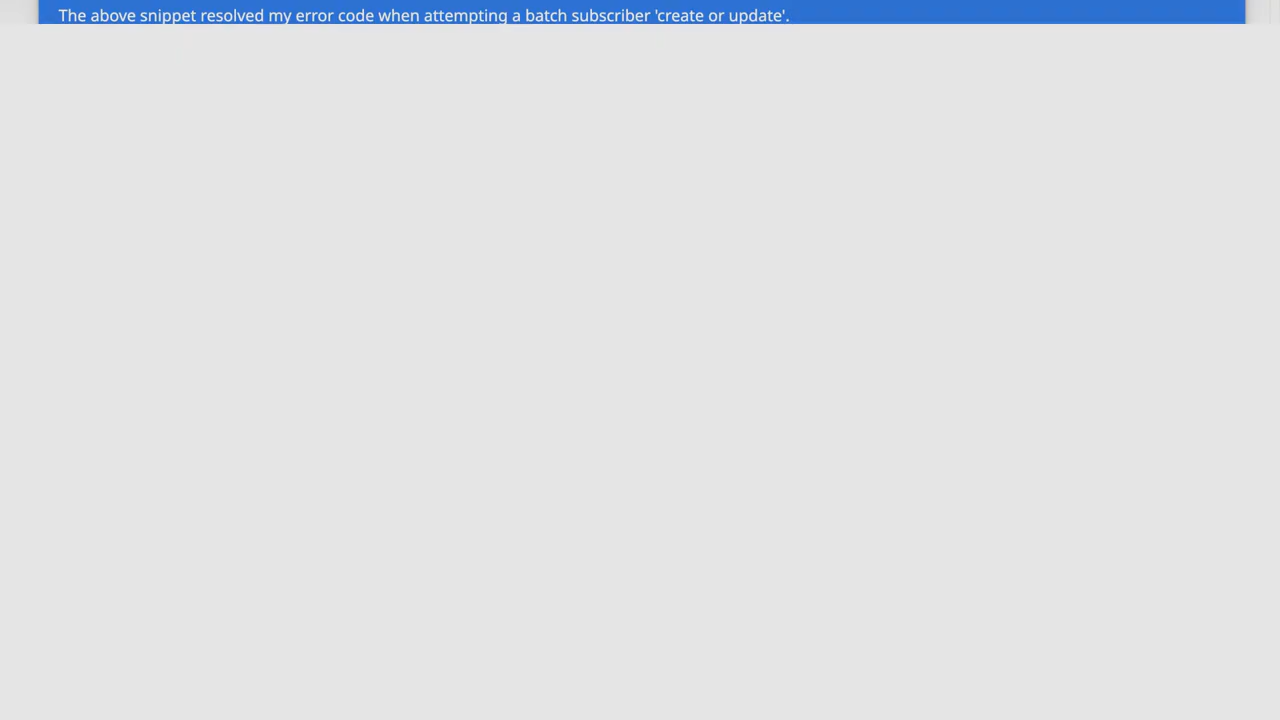 The above snippet resolved my error code when attempting a batch subscriber 'create or update'.